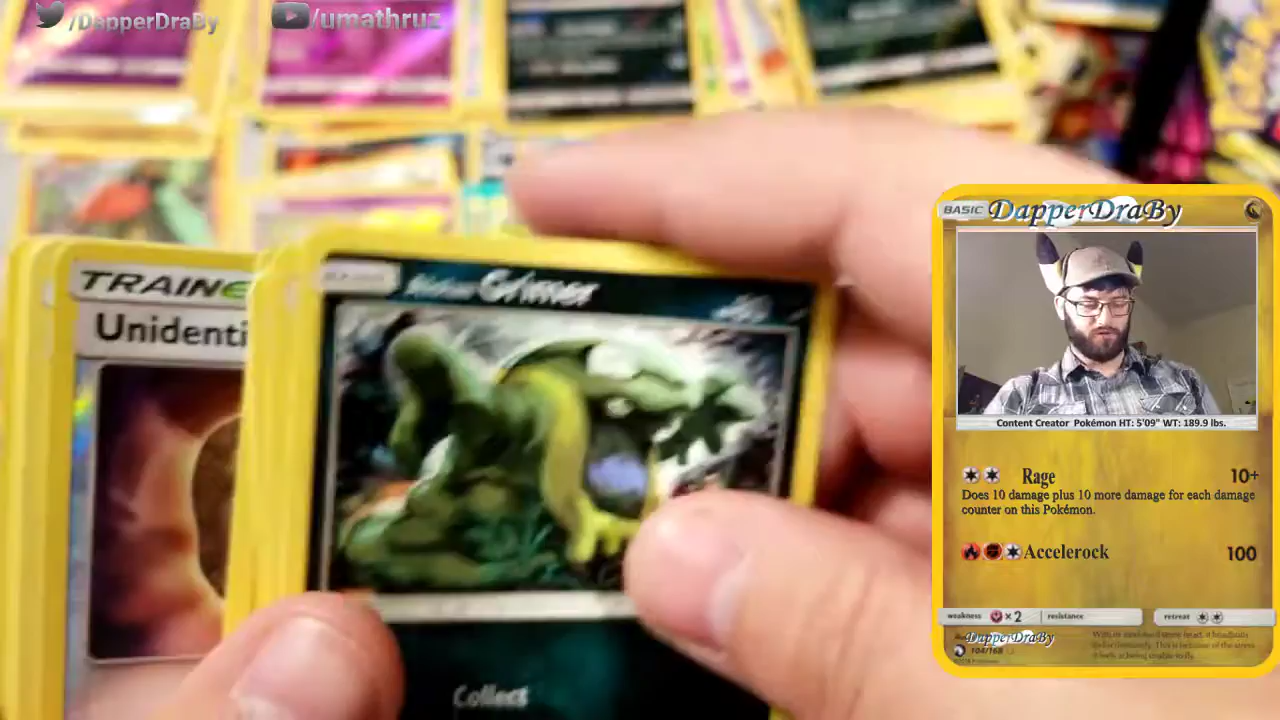 /DapperDraBy
/umathruz
TRAINE
Unidenti
Grimer
Collect
BASIC DapperDraBy
Content Creator Pokémon HT: 5'09" WT: 189.9 lbs.
Rage 10+
Does 10 damage plus 10 more damage for each damage
counter on this Pokémon.
Accelerock 100
weakness ×2 resistance retreat
DapperDraBy
104/168